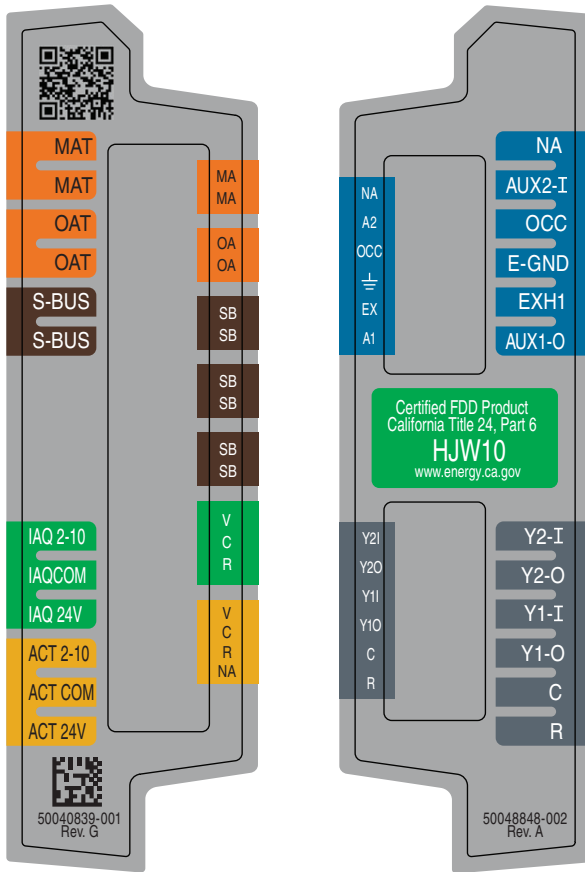 MAT
MAT
OAT
OAT
S-BUS
S-BUS
IAQ 2-10
IAQCOM
IAQ 24V
ACT 2-10
ACT COM
ACT 24V
50040839-001
Rev. G
MA
MA
OA
OA
SB
SB
SB
SB
SB
SB
V
C
R
V
C
R
NA
NA
A2
OCC
EX
A1
NA
AUX2-I
OCC
E-GND
EXH1
AUX1-O
Certified FDD Product
California Title 24, Part 6
HJW10
www.energy.ca.gov
Y2I
Y2O
Y1I
Y1O
C
R
Y2-I
Y2-O
Y1-I
Y1-O
C
R
50048848-002
Rev. A